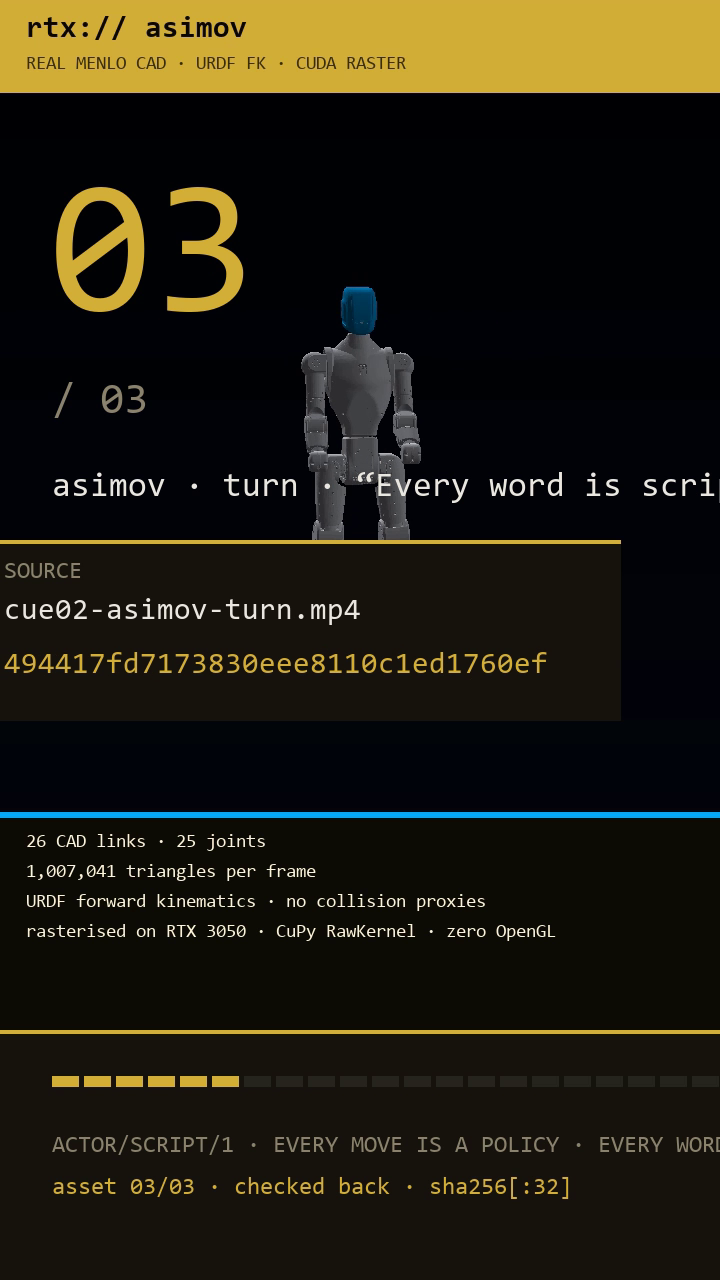 rtx:// asimov
REAL MENLO CAD · URDF FK · CUDA RASTER
03
/ 03
asimov · turn · “Every word is scrip
SOURCE
cue02-asimov-turn.mp4
494417fd7173830eee8110c1ed1760ef
26 CAD links · 25 joints
1,007,041 triangles per frame
URDF forward kinematics · no collision proxies
rasterised on RTX 3050 · CuPy RawKernel · zero OpenGL
ACTOR/SCRIPT/1 · EVERY MOVE IS A POLICY · EVERY WORD
asset 03/03 · checked back · sha256[:32]